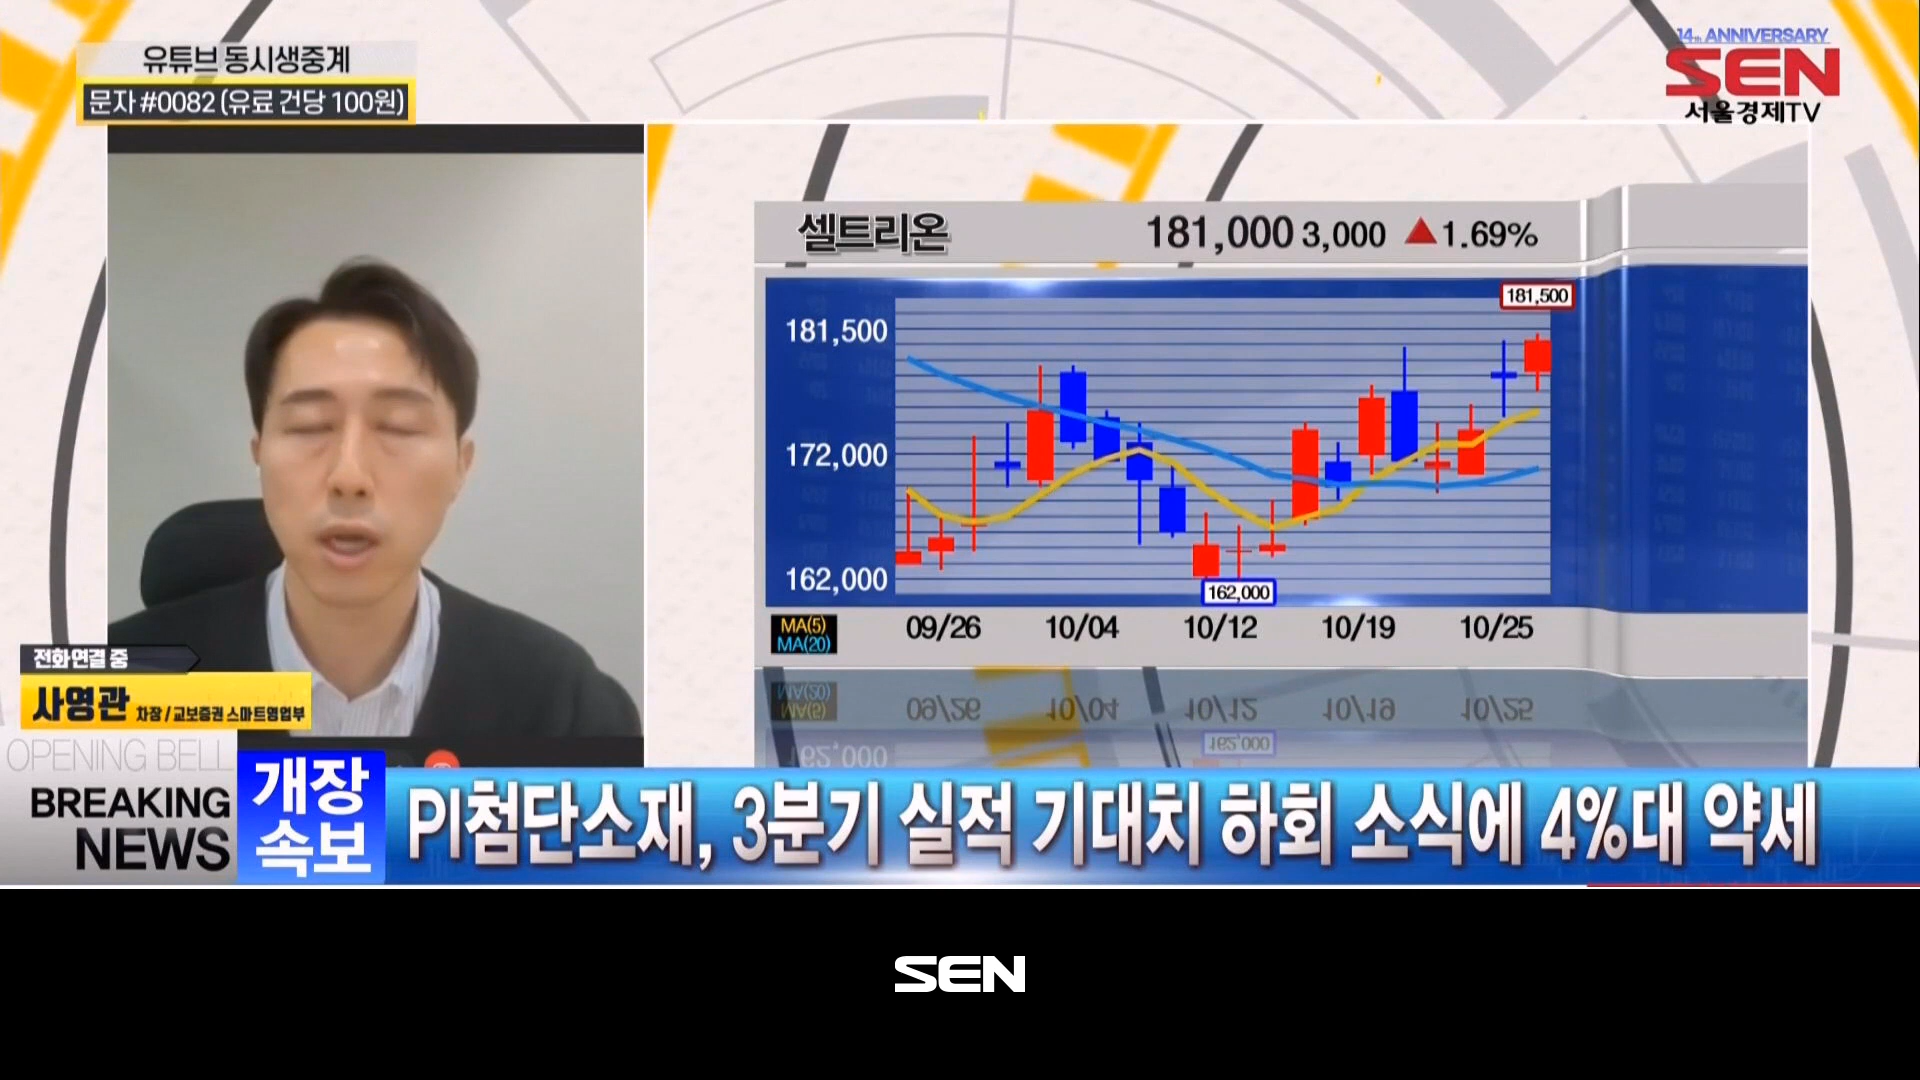 유튜브 동시생중계
문자 #0082 (유료 건당 100원)
14th ANNIVERSARY
SEN
서울경제TV
셀트리온 181,000 3,000 ▲1.69%
181,500
181,500
172,000
162,000
162,000
MA(5)
MA(20)
09/26 10/04 10/12 10/19 10/25
전화연결 중
사영관 차장 / 교보증권 스마트영업부
OPENING BELL
BREAKING
NEWS
개장
속보
PI첨단소재, 3분기 실적 기대치 하회 소식에 4%대 약세
SEN